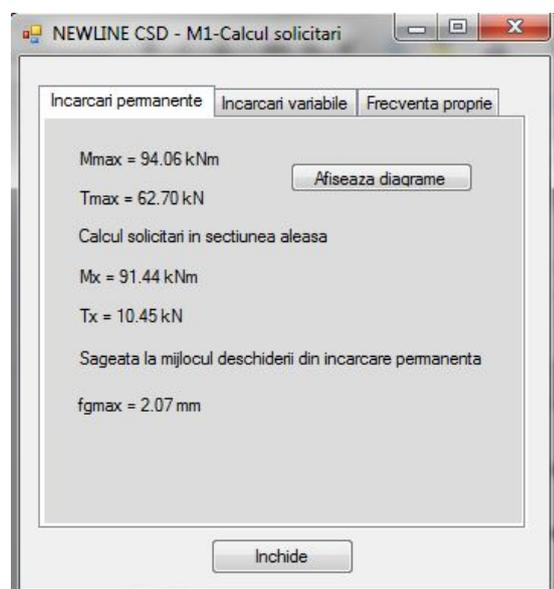 NEWLINE CSD - M1-Calcul solicitari
Incarcari permanente Incarcari variabile Frecventa proprie
Mmax = 94.06 kNm
Afiseaza diagrame
Tmax = 62.70 kN
Calcul solicitari in sectiunea aleasa
Mx = 91.44 kNm
Tx = 10.45 kN
Sageata la mijlocul deschiderii din incarcare permanenta
fgmax = 2.07 mm
Inchide